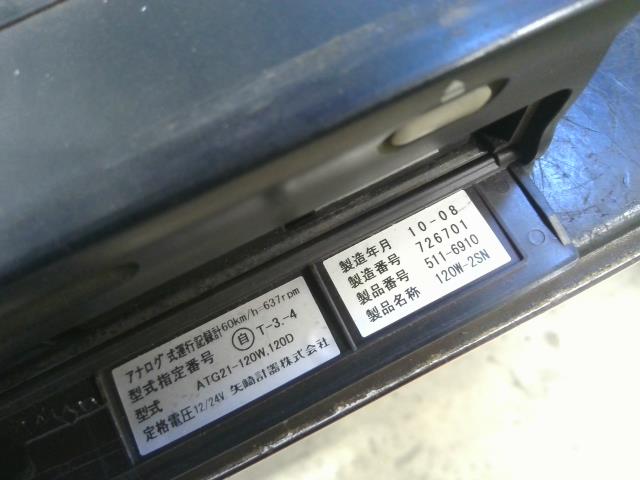 アナログ式運行記録計60km/h=637rpm
型式指定番号 自 T-3.-4
型式 ATG21-120W,120D
定格電圧12/24V 矢崎計器株式会社
製造年月 10-08
製造番号 726701
製品番号 511-6910
製品名称 120W-2SN